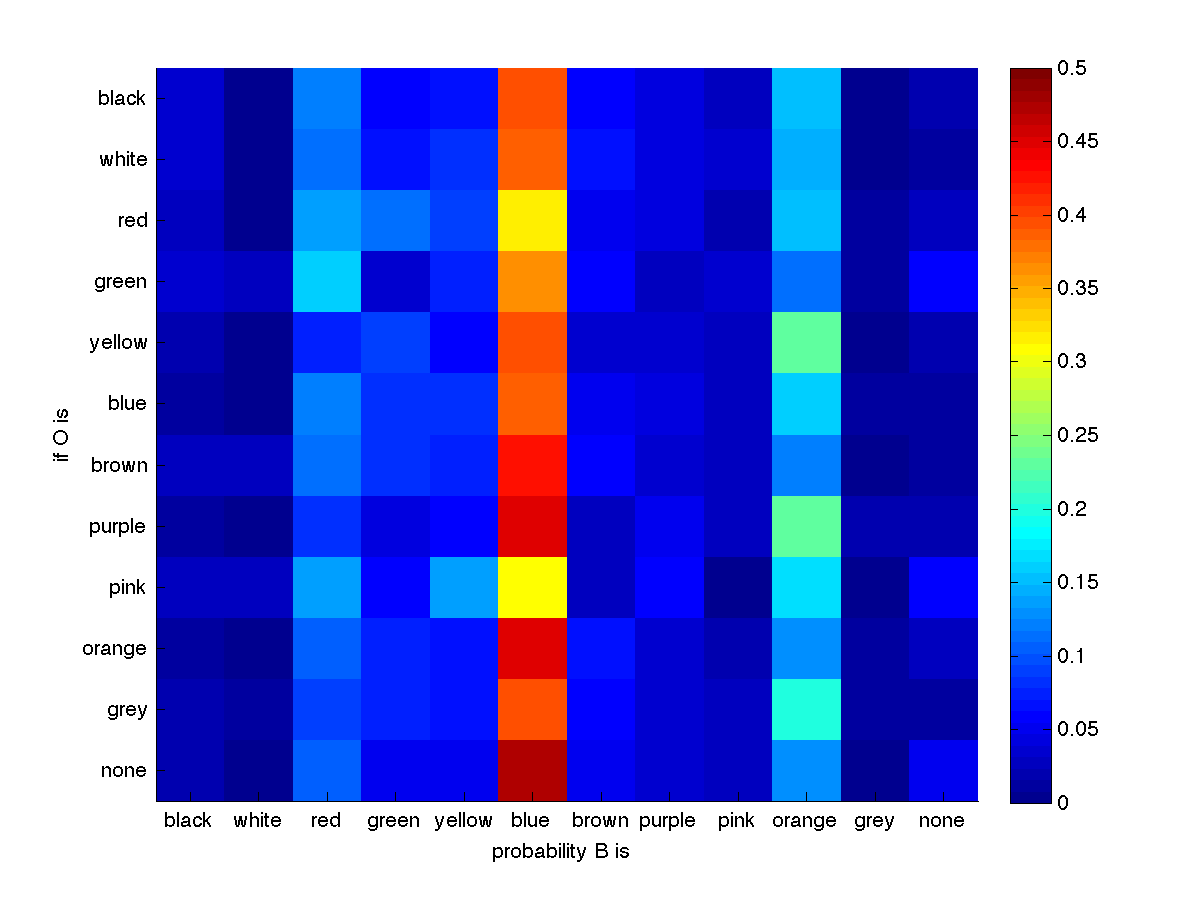 black
white
red
green
yellow
blue
brown
purple
pink
orange
grey
none
if O is
black white red green yellow blue brown purple pink orange grey none
probability B is
0.5
0.45
0.4
0.35
0.3
0.25
0.2
0.15
0.1
0.05
0